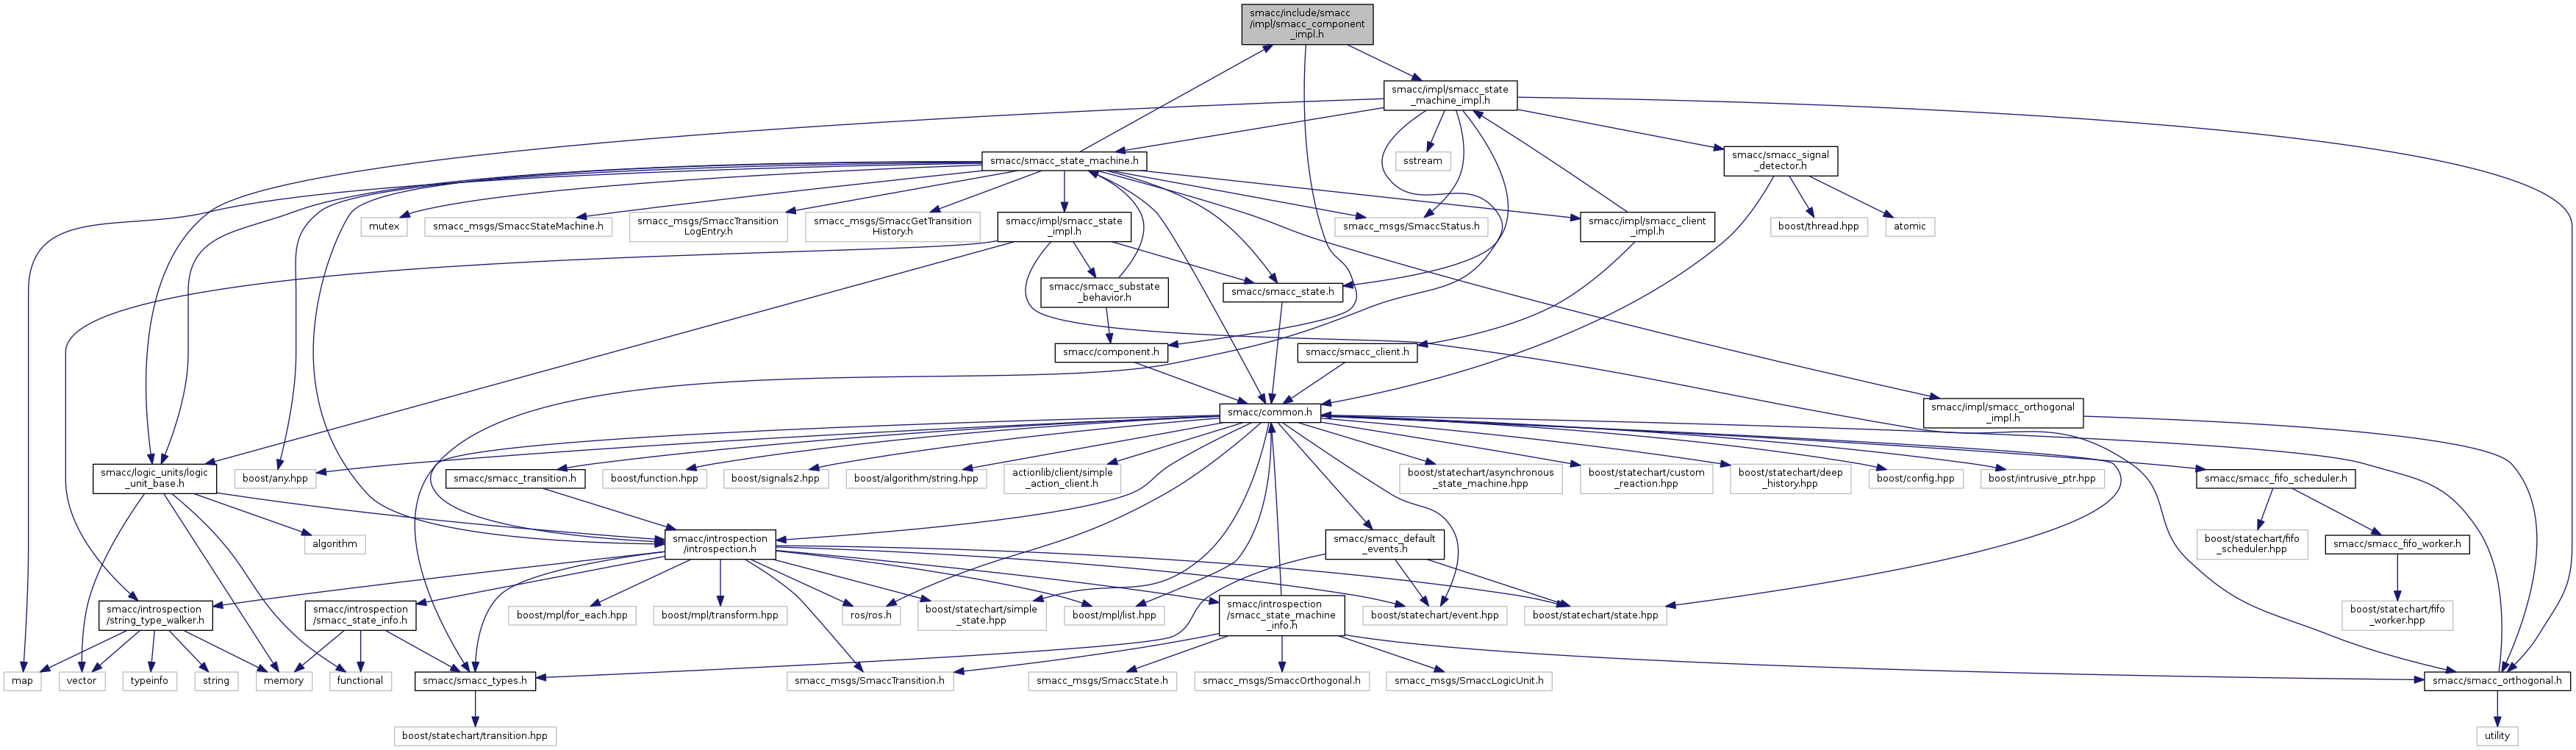 smacc/include/smacc
/impl/smacc_component
_impl.h
smacc/impl/smacc_state
_machine_impl.h
smacc/smacc_state_machine.h
sstream
smacc/smacc_signal
_detector.h
mutex
smacc_msgs/SmaccStateMachine.h
smacc_msgs/SmaccTransition
LogEntry.h
smacc_msgs/SmaccGetTransition
History.h
smacc/impl/smacc_state
_impl.h
smacc_msgs/SmaccStatus.h
smacc/impl/smacc_client
_impl.h
boost/thread.hpp
atomic
smacc/smacc_substate
_behavior.h
smacc/smacc_state.h
smacc/component.h
smacc/smacc_client.h
smacc/common.h
smacc/impl/smacc_orthogonal
_impl.h
smacc/logic_units/logic
_unit_base.h
boost/any.hpp
smacc/smacc_transition.h
boost/function.hpp
boost/signals2.hpp
boost/algorithm/string.hpp
actionlib/client/simple
_action_client.h
boost/statechart/asynchronous
_state_machine.hpp
boost/statechart/custom
_reaction.hpp
boost/statechart/deep
_history.hpp
boost/config.hpp
boost/intrusive_ptr.hpp
smacc/smacc_fifo_scheduler.h
algorithm
smacc/introspection
/introspection.h
smacc/smacc_default
_events.h
boost/statechart/fifo
_scheduler.hpp
smacc/smacc_fifo_worker.h
smacc/introspection
/string_type_walker.h
smacc/introspection
/smacc_state_info.h
boost/mpl/for_each.hpp
boost/mpl/transform.hpp
ros/ros.h
boost/statechart/simple
_state.hpp
boost/mpl/list.hpp
smacc/introspection
/smacc_state_machine
_info.h
boost/statechart/event.hpp
boost/statechart/state.hpp
boost/statechart/fifo
_worker.hpp
map
vector
typeinfo
string
memory
functional
smacc/smacc_types.h
smacc_msgs/SmaccTransition.h
smacc_msgs/SmaccState.h
smacc_msgs/SmaccOrthogonal.h
smacc_msgs/SmaccLogicUnit.h
smacc/smacc_orthogonal.h
boost/statechart/transition.hpp
utility